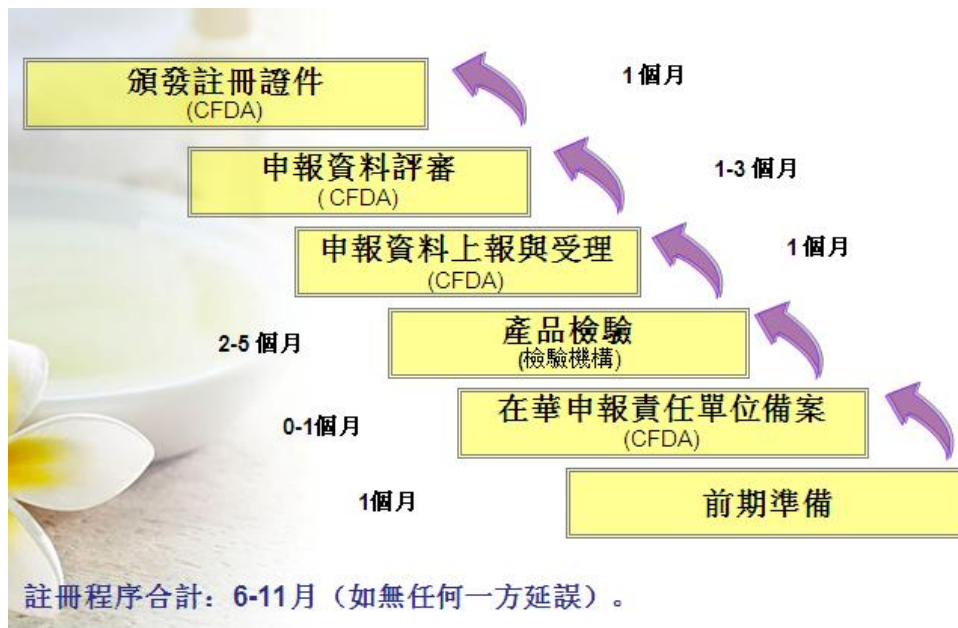 頒發註冊證件
(CFDA)
1個月
申報資料評審
( CFDA)
1-3 個月
申報資料上報與受理
(CFDA)
1個月
產品檢驗
(檢驗機構)
2-5 個月
在華申報責任單位備案
(CFDA)
0-1個月
前期準備
1個月
註冊程序合計：6-11月（如無任何一方延誤）。